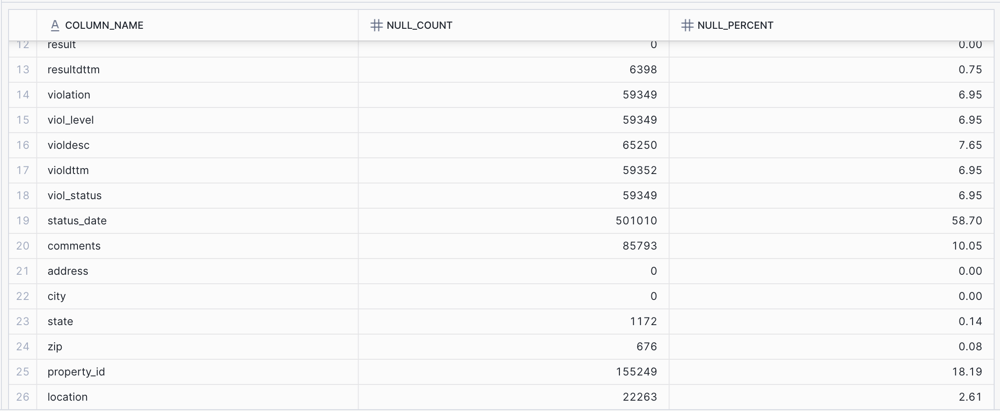 COLUMN_NAME NULL_COUNT NULL_PERCENT
12 result 0 0.00
13 resultdttm 6398 0.75
14 violation 59349 6.95
15 viol_level 59349 6.95
16 violdesc 65250 7.65
17 violdttm 59352 6.95
18 viol_status 59349 6.95
19 status_date 501010 58.70
20 comments 85793 10.05
21 address 0 0.00
22 city 0 0.00
23 state 1172 0.14
24 zip 676 0.08
25 property_id 155249 18.19
26 location 22263 2.61